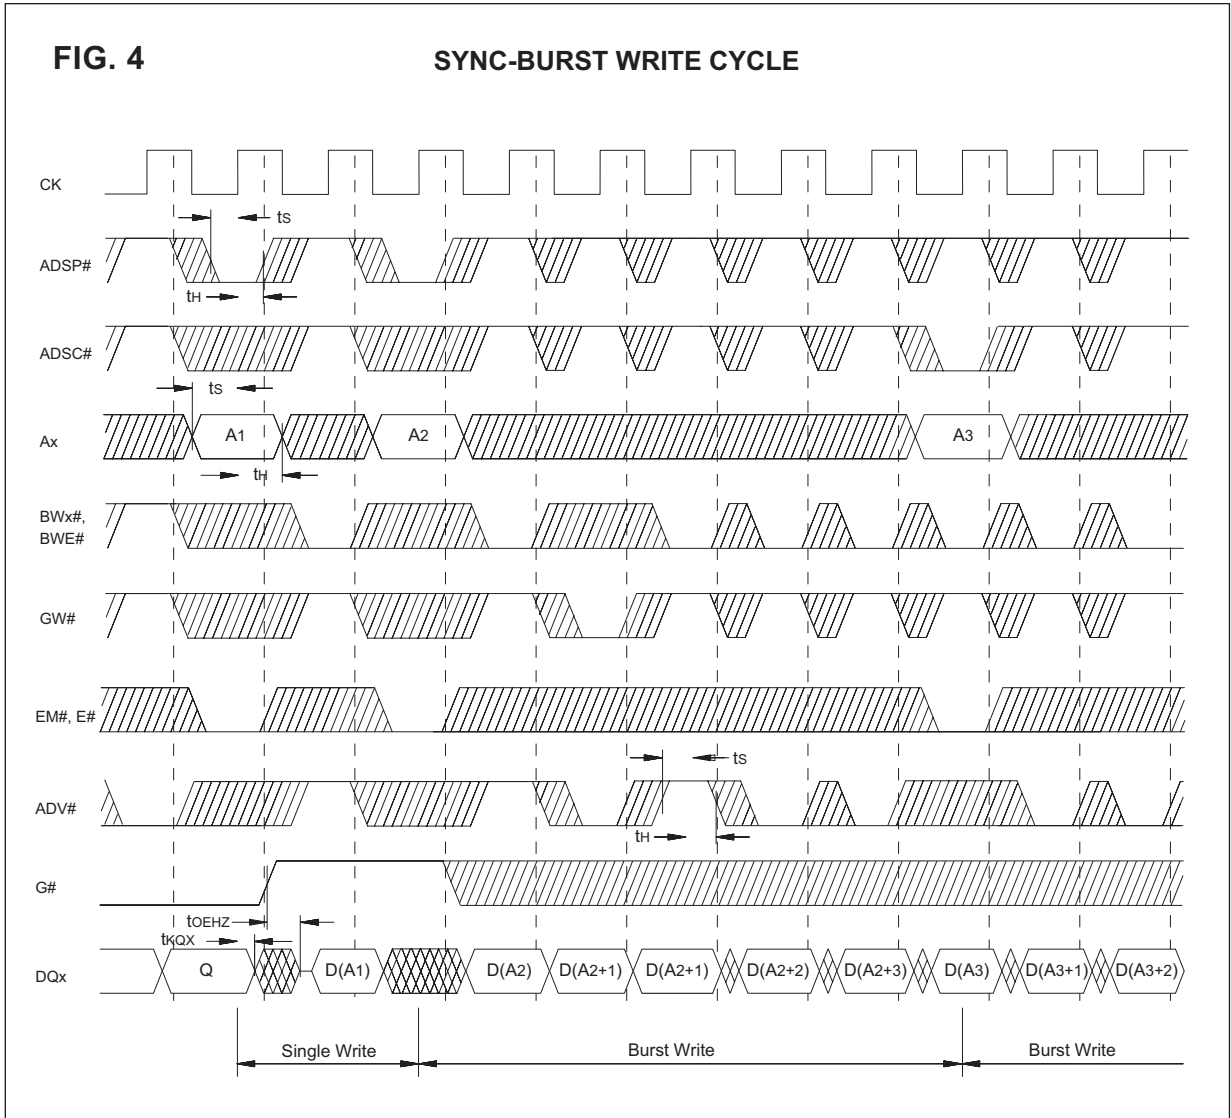 FIG. 4
SYNC-BURST WRITE CYCLE
CK
tS
ADSP#
tH
ADSC#
tS
Ax
A1
A2
A3
tH
BWx#,
BWE#
GW#
EM#, E#
tS
ADV#
tH
G#
tOEHZ
tKQX
DQx
Q
D(A1)
D(A2)
D(A2+1)
D(A2+1)
D(A2+2)
D(A2+3)
D(A3)
D(A3+1)
D(A3+2)
Single Write
Burst Write
Burst Write